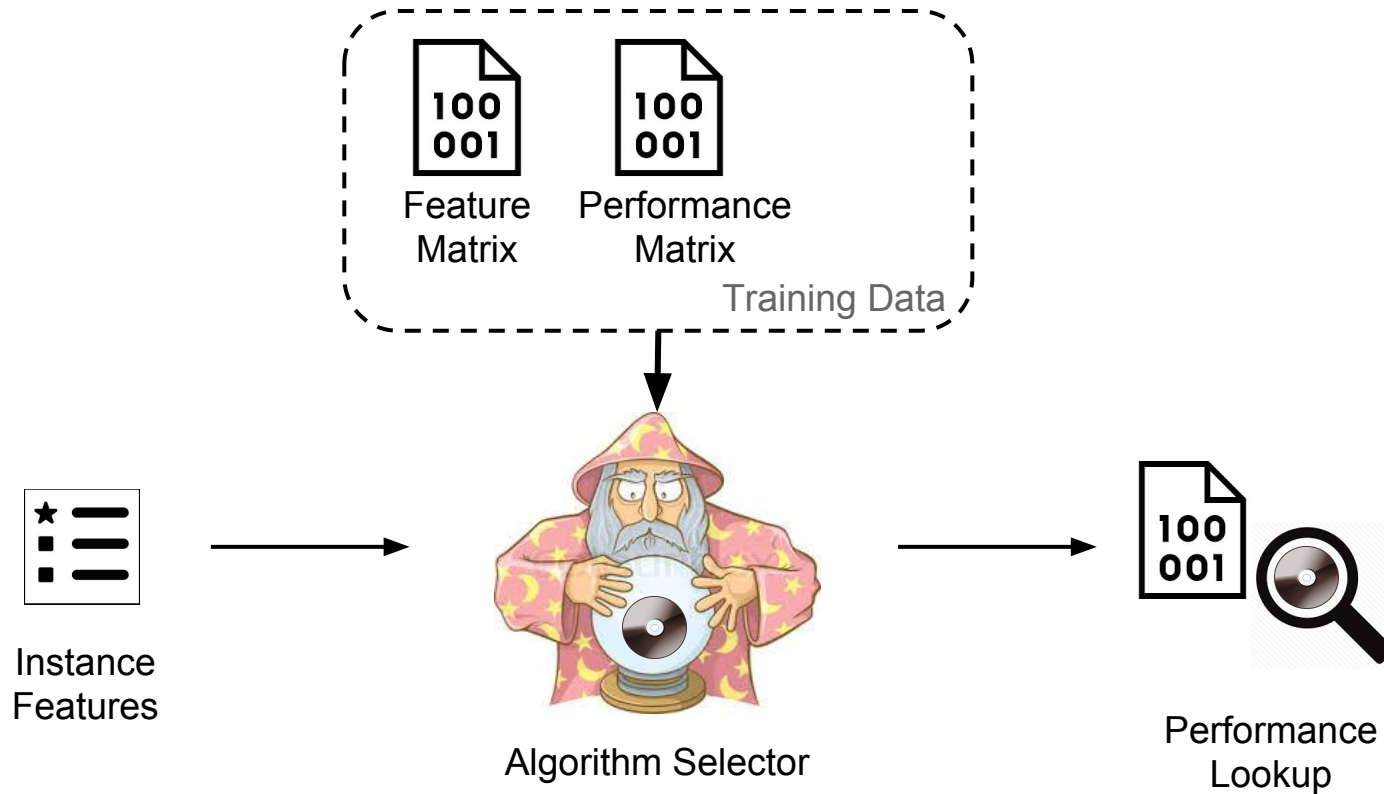 100
001
100
001
Feature
Matrix
Performance
Matrix
Training Data
100
001
Instance
Features
Algorithm Selector
Performance
Lookup